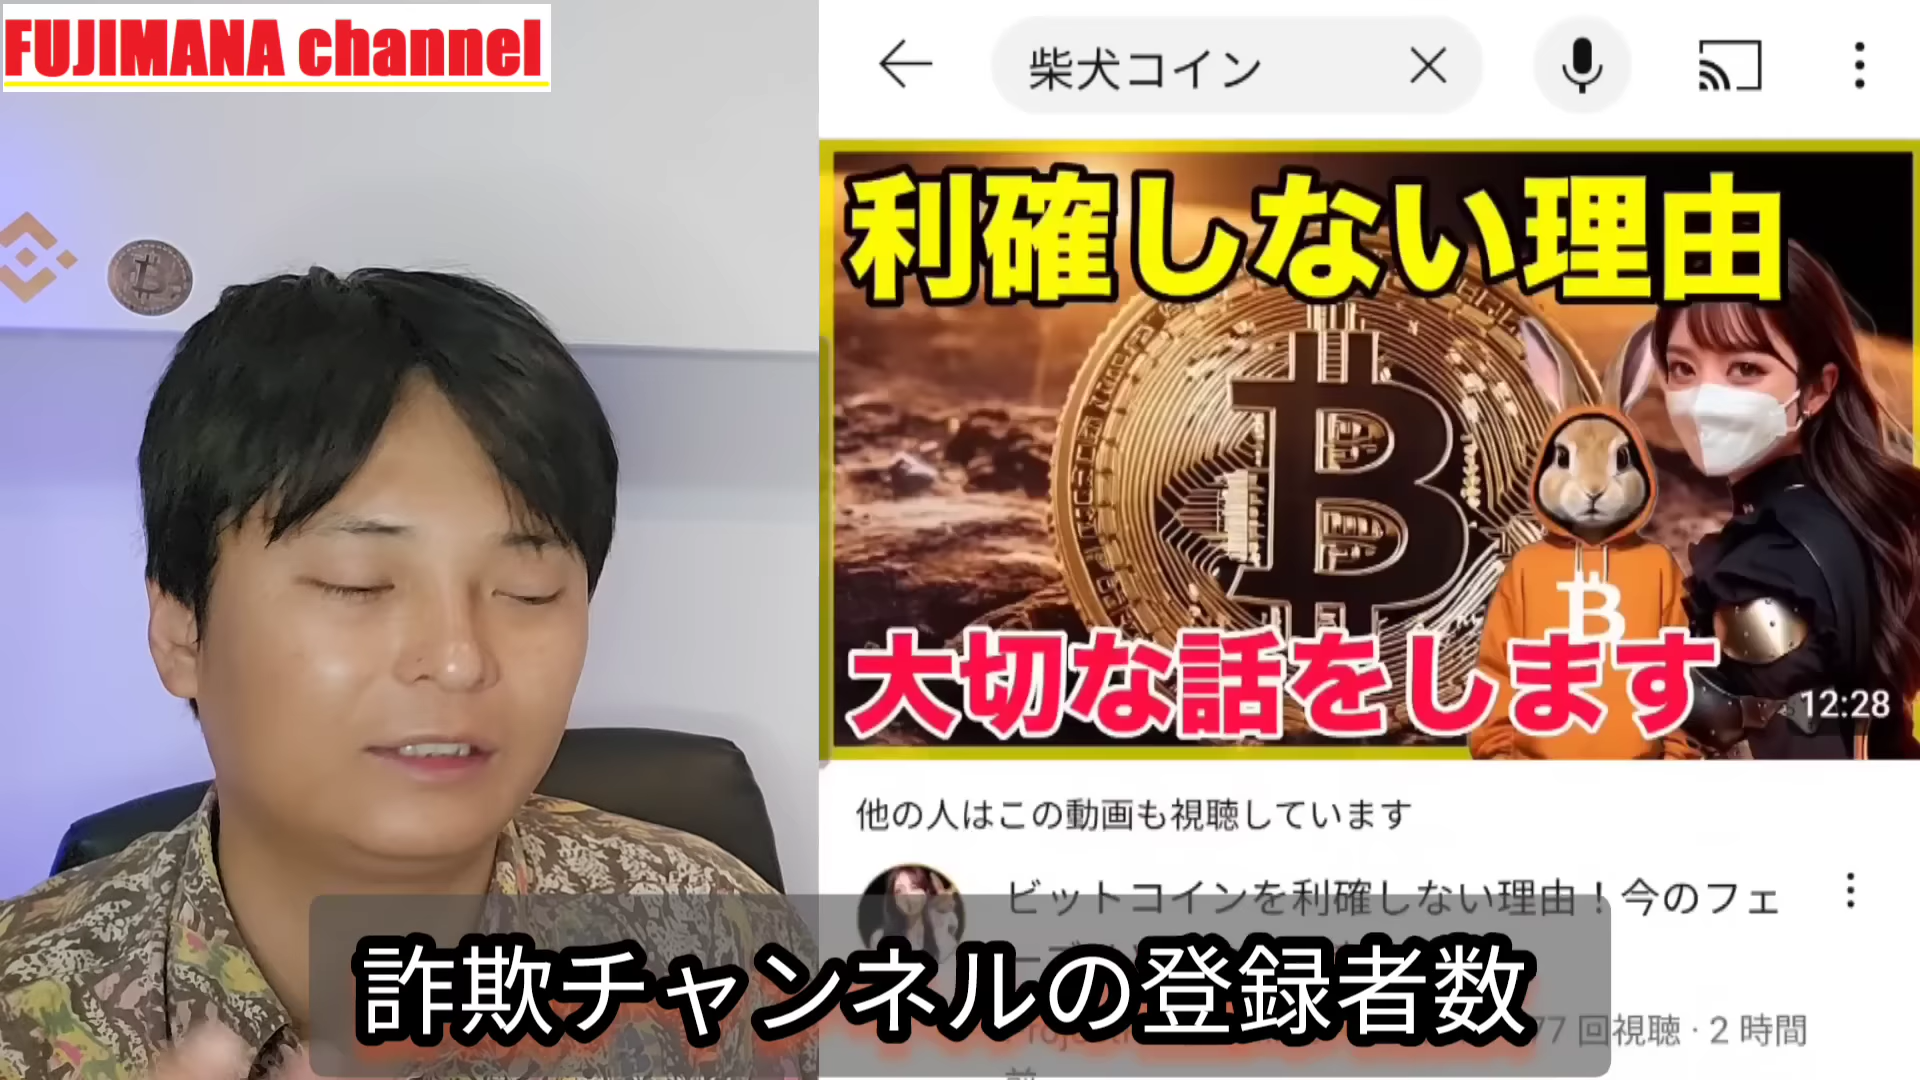 FUJIMANA channel
柴犬コイン
利確しない理由
大切な話をします
12:28
他の人はこの動画も視聴しています
ビットコインを利確しない理由！今のフェ
詐欺チャンネルの登録者数
77 回視聴・2 時間
前